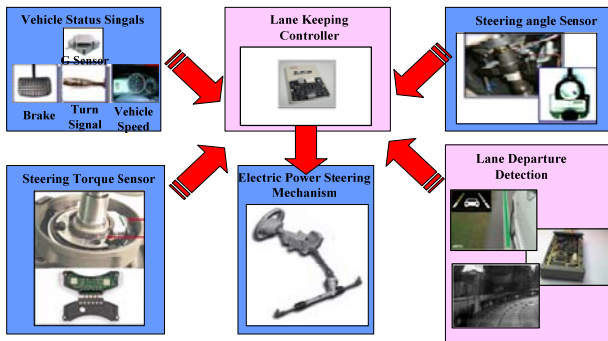 Vehicle Status Singals
G Sensor
Brake
Turn
Signal
Vehicle
Speed
Lane Keeping
Controller
Steering angle Sensor
Steering Torque Sensor
Electric Power Steering
Mechanism
Lane Departure
Detection